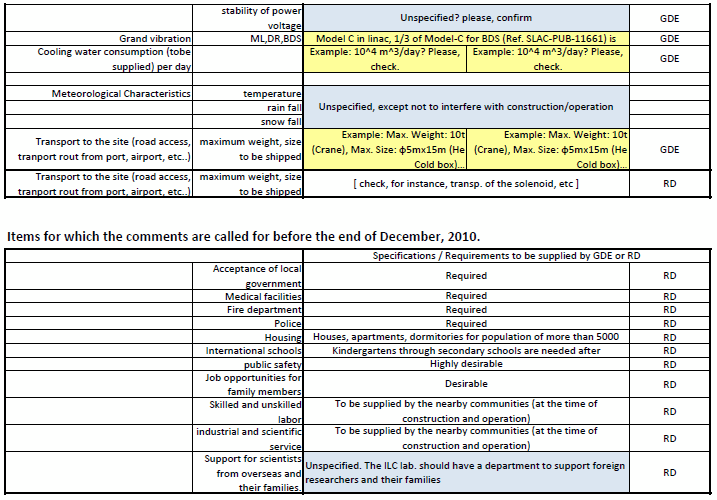 stability of power
voltage
Unspecified? please, confirm
GDE
Grand vibration
ML,DR,BDS
Model C in linac, 1/3 of Model-C for BDS (Ref. SLAC-PUB-11661) is
GDE
Cooling water consumption (tobe
supplied) per day
Example: 10^4 m^3/day? Please,
check.
Example: 10^4 m^3/day? Please,
check.
GDE
Meteorological Characteristics
temperature
rain fall
snow fall
Unspecified, except not to interfere with construction/operation
Transport to the site (road access,
tranport rout from port, airport, etc..)
maximum weight, size
to be shipped
Example: Max. Weight: 10t
(Crane), Max. Size: φ5mx15m (He
Cold box)...
Example: Max. Weight: 10t
(Crane), Max. Size: φ5mx15m (He
Cold box)...
GDE
Transport to the site (road access,
tranport rout from port, airport, etc..)
maximum weight, size
to be shipped
[ check, for instance, transp. of the solenoid, etc ]
RD
Items for which the comments are called for before the end of December, 2010.
Specifications / Requirements to be supplied by GDE or RD
Acceptance of local
government
Required
RD
Medical facilities
Required
RD
Fire department
Required
RD
Police
Required
RD
Housing
Houses, apartments, dormitories for population of more than 5000
RD
International schools
Kindergartens through secondary schools are needed after
RD
public safety
Highly desirable
RD
Job opportunities for
family members
Desirable
RD
Skilled and unskilled
labor
To be supplied by the nearby communities (at the time of
construction and operation)
RD
industrial and scientific
service
To be supplied by the nearby communities (at the time of
construction and operation)
RD
Support for scientists
from overseas and
their families.
Unspecified. The ILC lab. should have a department to support foreign
researchers and their families
RD